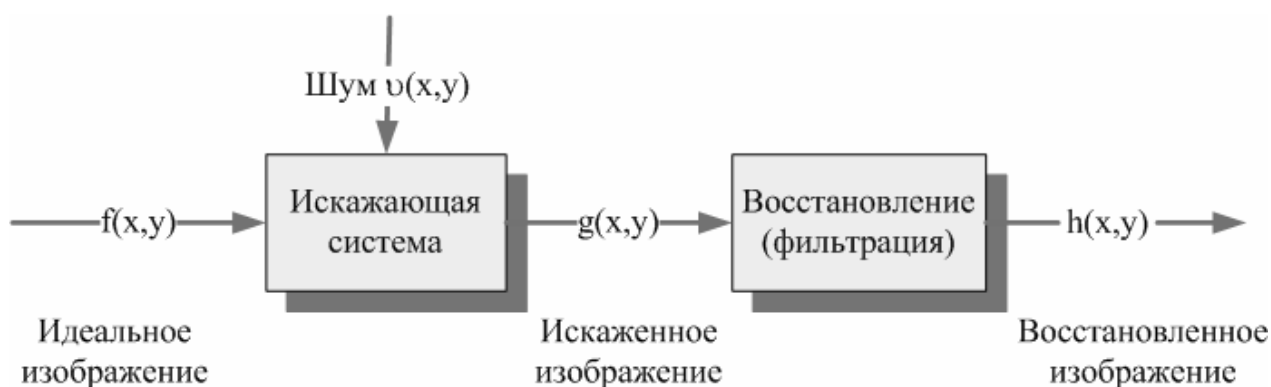 Шум υ(x,y)
f(x,y)
Искажающая
система
g(x,y)
Восстановление
(фильтрация)
h(x,y)
Идеальное
изображение
Искаженное
изображение
Восстановленное
изображение